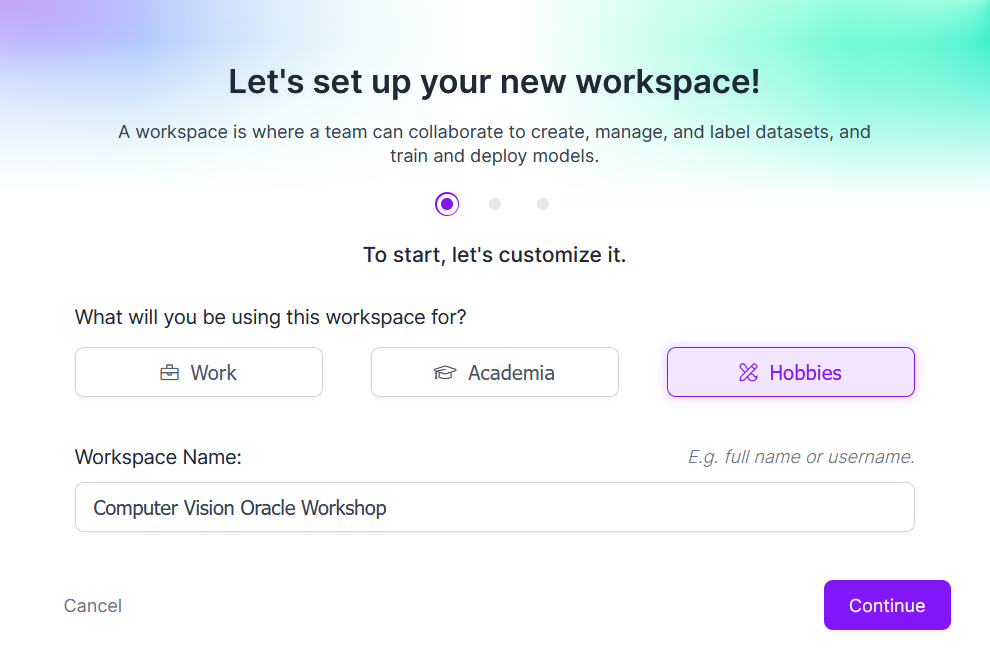 Let's set up your new workspace!
A workspace is where a team can collaborate to create, manage, and label datasets, and
train and deploy models.
To start, let's customize it.
What will you be using this workspace for?
Work
Academia
Hobbies
Workspace Name:
E.g. full name or username.
Computer Vision Oracle Workshop
Cancel
Continue